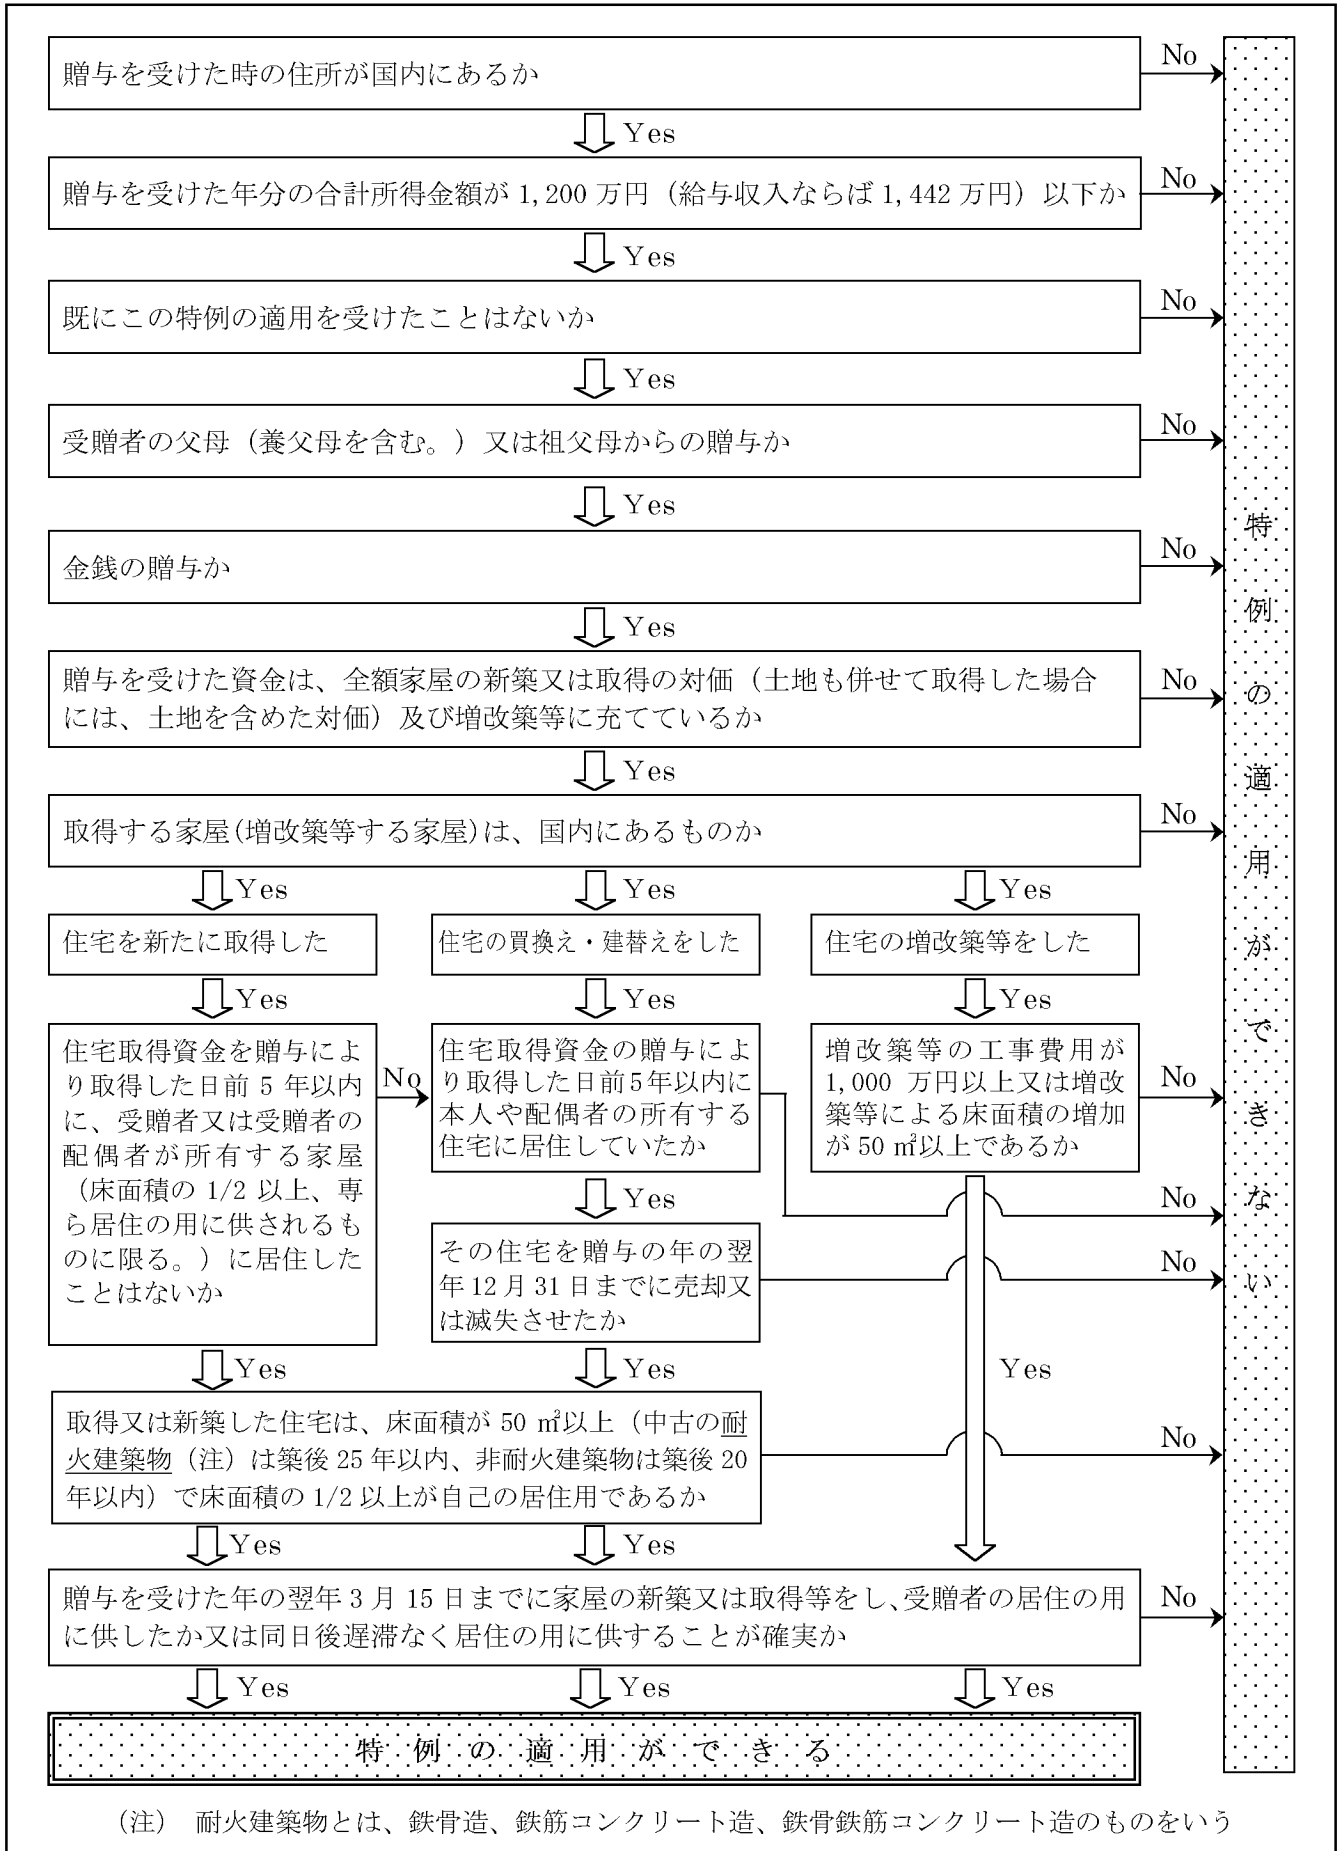 贈与を受けた時の住所が国内にあるか
No
Yes
贈与を受けた年分の合計所得金額が 1,200 万円（給与収入ならば 1,442 万円）以下か
No
Yes
既にこの特例の適用を受けたことはないか
No
Yes
受贈者の父母（養父母を含む。）又は祖父母からの贈与か
No
Yes
金銭の贈与か
No
Yes
贈与を受けた資金は、全額家屋の新築又は取得の対価（土地も併せて取得した場合
には、土地を含めた対価）及び増改築等に充てているか
No
Yes
取得する家屋(増改築等する家屋)は、国内にあるものか
No
Yes
Yes
Yes
住宅を新たに取得した
住宅の買換え・建替えをした
住宅の増改築等をした
Yes
Yes
Yes
住宅取得資金を贈与によ
り取得した日前 5 年以内
に、受贈者又は受贈者の
配偶者が所有する家屋
（床面積の 1/2 以上、専
ら居住の用に供されるも
のに限る。）に居住した
ことはないか
No
住宅取得資金の贈与によ
り取得した日前5年以内に
本人や配偶者の所有する
住宅に居住していたか
増改築等の工事費用が
1,000 万円以上又は増改
築等による床面積の増加
が 50 ㎡以上であるか
No
Yes
No
その住宅を贈与の年の翌
年 12 月 31 日までに売却又
は滅失させたか
No
Yes
Yes
Yes
取得又は新築した住宅は、床面積が 50 ㎡以上（中古の耐
火建築物（注）は築後 25 年以内、非耐火建築物は築後 20
年以内）で床面積の 1/2 以上が自己の居住用であるか
No
Yes
Yes
贈与を受けた年の翌年 3 月 15 日までに家屋の新築又は取得等をし、受贈者の居住の用
に供したか又は同日後遅滞なく居住の用に供することが確実か
No
Yes
Yes
Yes
特例の適用ができる
特例の適用ができない
（注） 耐火建築物とは、鉄骨造、鉄筋コンクリート造、鉄骨鉄筋コンクリート造のものをいう